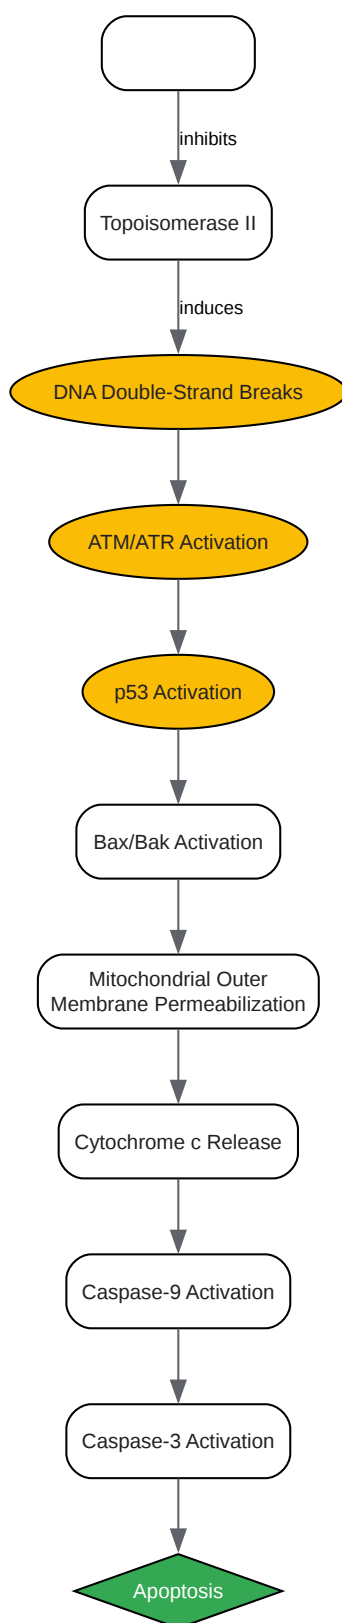 inhibits
Topoisomerase II
induces
DNA Double-Strand Breaks
ATM/ATR Activation
p53 Activation
Bax/Bak Activation
Mitochondrial Outer
Membrane Permeabilization
Cytochrome c Release
Caspase-9 Activation
Caspase-3 Activation
Apoptosis